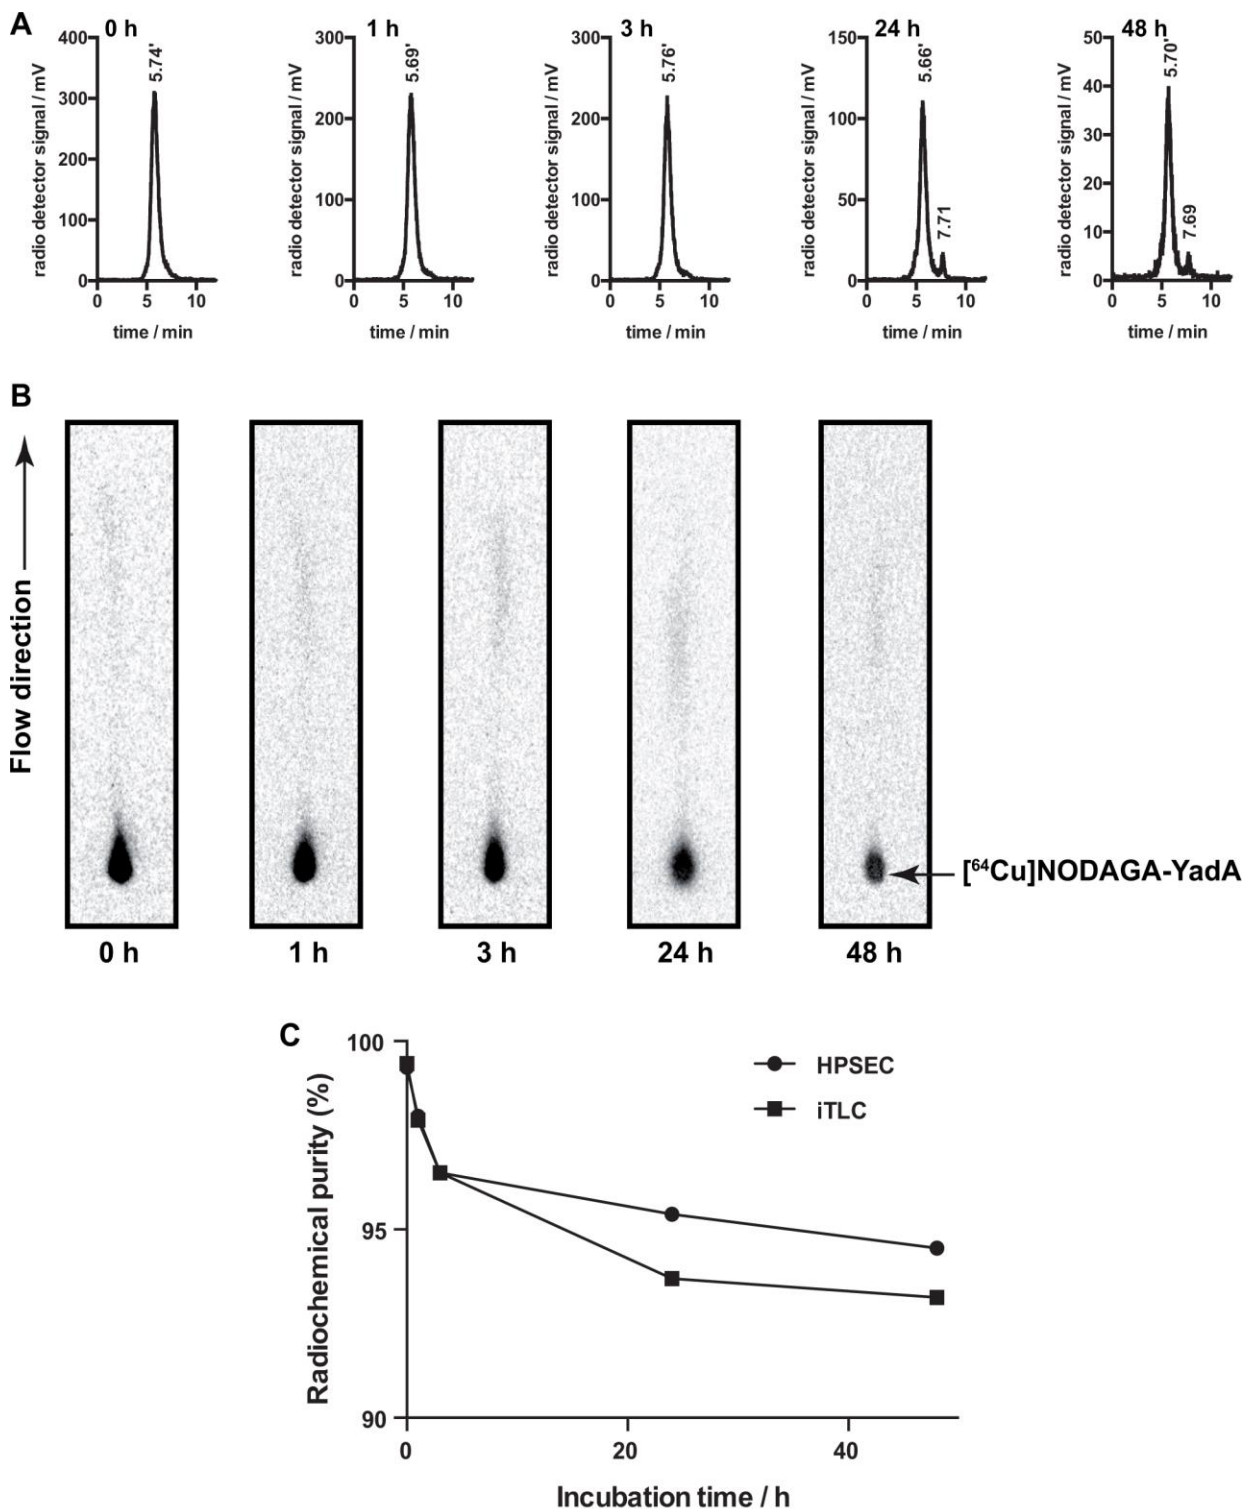 A
0 h
1 h
3 h
24 h
48 h
radio detector signal / mV
400
300
200
100
0
5.74'
0 5 10
time / min
radio detector signal / mV
300
200
100
0
5.69'
0 5 10
time / min
radio detector signal / mV
300
200
100
0
5.76'
0 5 10
time / min
radio detector signal / mV
150
100
50
0
5.66'
7.71
0 5 10
time / min
radio detector signal / mV
50
40
30
20
10
0
5.70'
7.69
0 5 10
time / min
B
Flow direction
[⁶⁴Cu]NODAGA-YadA
0 h
1 h
3 h
24 h
48 h
C
Radiochemical purity (%)
100
95
90
HPSEC
iTLC
0 20 40
Incubation time / h